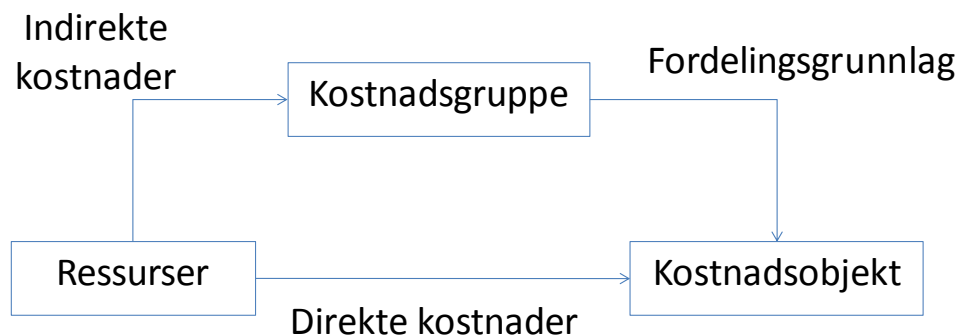 Indirekte
kostnader
Fordelingsgrunnlag
Kostnadsgruppe
Ressurser
Kostnadsobjekt
Direkte kostnader